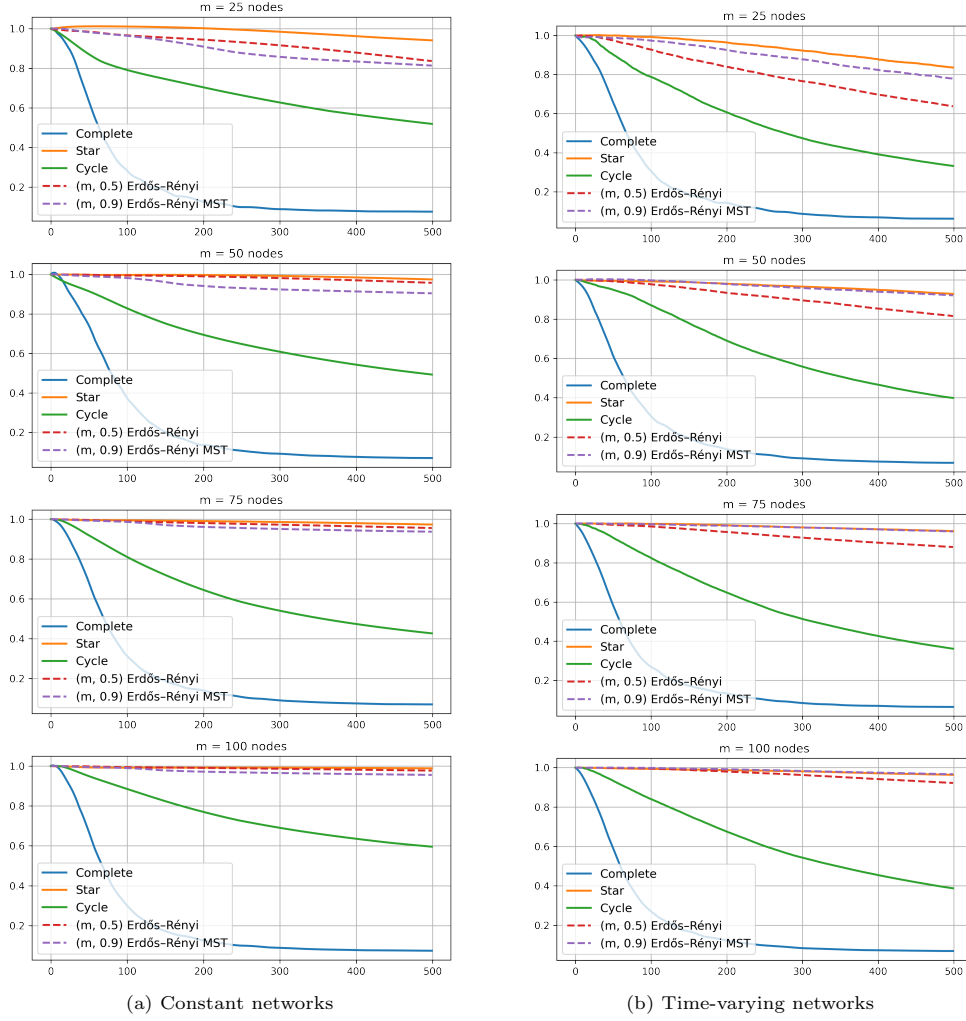 m = 25 nodes
1.0
0.8
0.6
0.4
0.2
Complete
Star
Cycle
(m, 0.5) Erdős–Rényi
(m, 0.9) Erdős–Rényi MST
0 100 200 300 400 500
m = 50 nodes
1.0
0.8
0.6
0.4
0.2
Complete
Star
Cycle
(m, 0.5) Erdős–Rényi
(m, 0.9) Erdős–Rényi MST
0 100 200 300 400 500
m = 75 nodes
1.0
0.8
0.6
0.4
0.2
Complete
Star
Cycle
(m, 0.5) Erdős–Rényi
(m, 0.9) Erdős–Rényi MST
0 100 200 300 400 500
m = 100 nodes
1.0
0.8
0.6
0.4
0.2
Complete
Star
Cycle
(m, 0.5) Erdős–Rényi
(m, 0.9) Erdős–Rényi MST
0 100 200 300 400 500
(a) Constant networks
m = 25 nodes
1.0
0.8
0.6
0.4
0.2
Complete
Star
Cycle
(m, 0.5) Erdős–Rényi
(m, 0.9) Erdős–Rényi MST
0 100 200 300 400 500
m = 50 nodes
1.0
0.8
0.6
0.4
0.2
Complete
Star
Cycle
(m, 0.5) Erdős–Rényi
(m, 0.9) Erdős–Rényi MST
0 100 200 300 400 500
m = 75 nodes
1.0
0.8
0.6
0.4
0.2
Complete
Star
Cycle
(m, 0.5) Erdős–Rényi
(m, 0.9) Erdős–Rényi MST
0 100 200 300 400 500
m = 100 nodes
1.0
0.8
0.6
0.4
0.2
Complete
Star
Cycle
(m, 0.5) Erdős–Rényi
(m, 0.9) Erdős–Rényi MST
0 100 200 300 400 500
(b) Time-varying networks